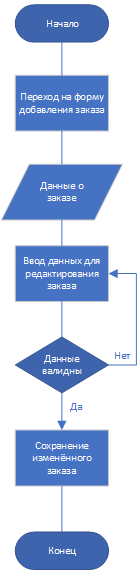 Начало
Переход на форму
добавления заказа
Данные о
заказе
Ввод данных для
редактирования
заказа
Данные
валидны
Нет
Да
Сохранение
изменённого
заказа
Конец